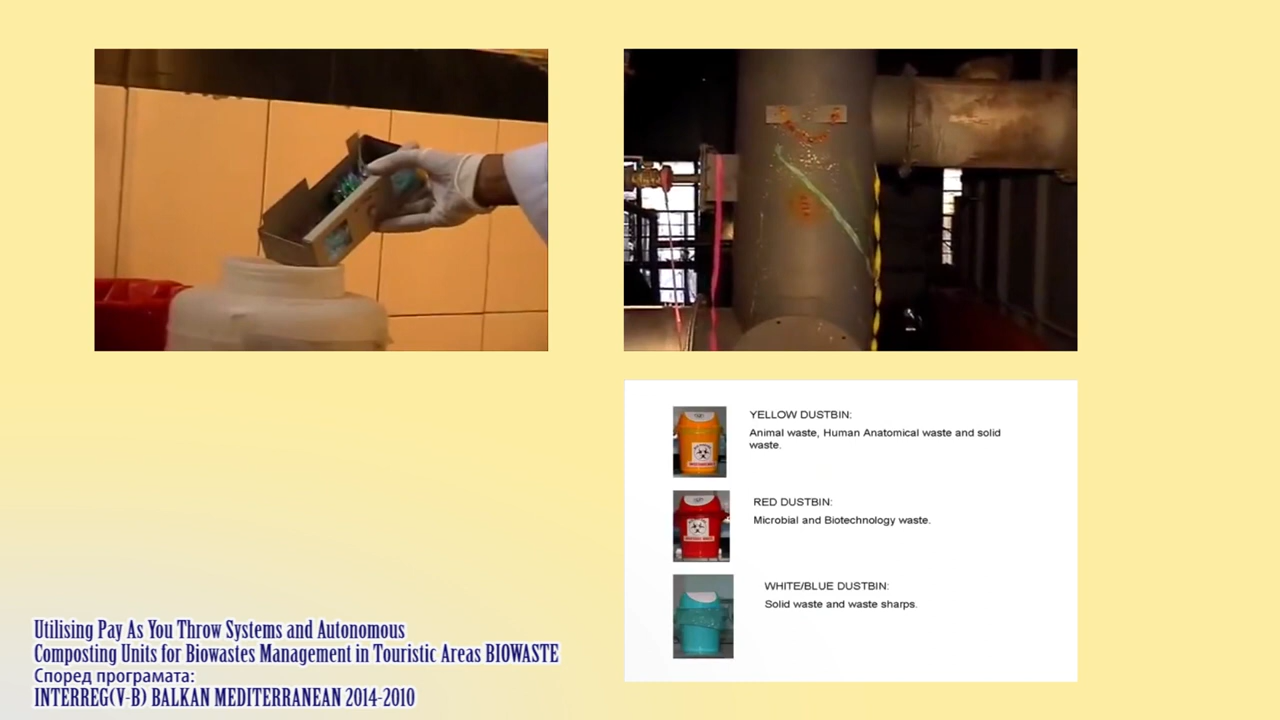 YELLOW DUSTBIN:
Animal waste, Human Anatomical waste and solid
waste.
RED DUSTBIN:
Microbial and Biotechnology waste.
WHITE/BLUE DUSTBIN:
Solid waste and waste sharps.
Utilising Pay As You Throw Systems and Autonomous
Composting Units for Biowastes Management in Touristic Areas BIOWASTE
Според програмата:
INTERREG(V-B) BALKAN MEDITERRANEAN 2014-2010